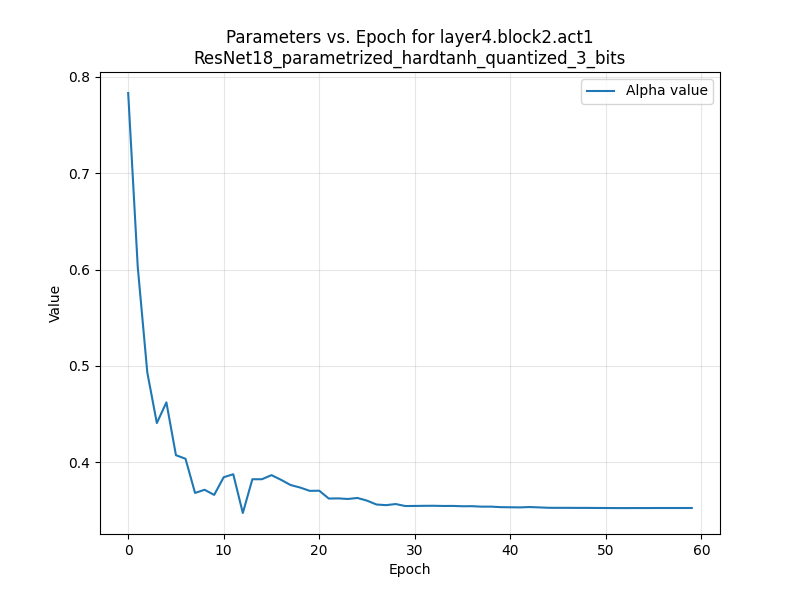 Parameters vs. Epoch for layer4.block2.act1
ResNet18_parametrized_hardtanh_quantized_3_bits
Alpha value
0.8
0.7
0.6
0.5
0.4
Value
0
10
20
30
40
50
60
Epoch